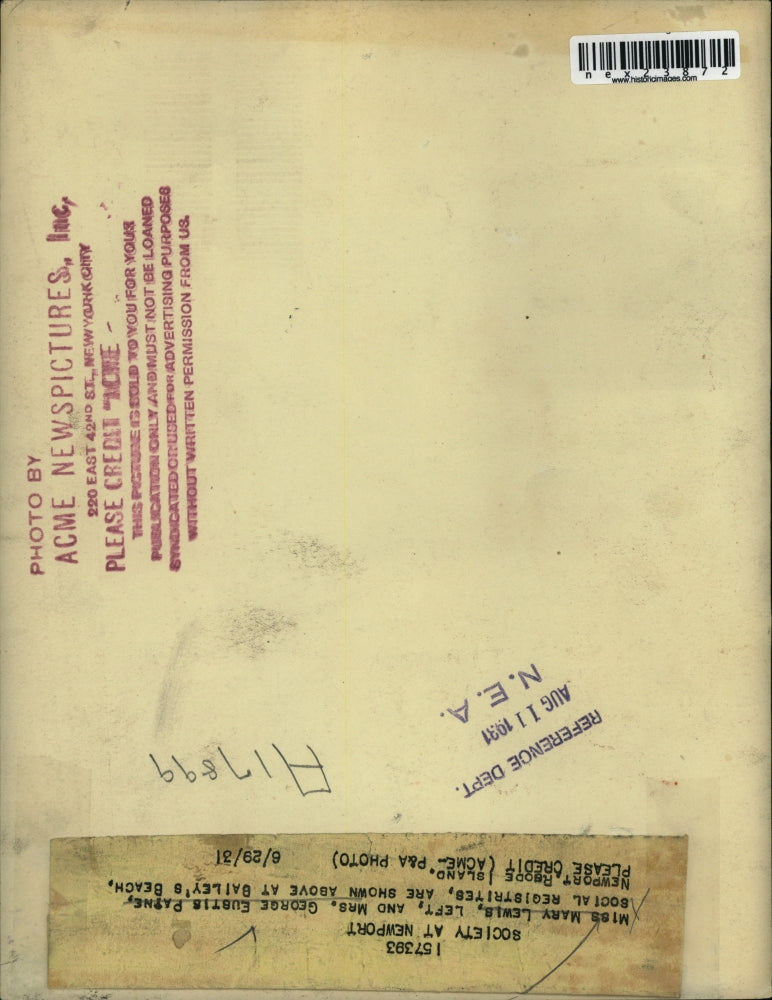 nex23872
www.historicimages.com
PHOTO BY
ACME NEWSPICTURES, Inc,
220 EAST 42ND ST., NEW YORK CITY
PLEASE CREDIT "ACME"
THIS PICTURE IS SOLD TO YOU FOR YOUR
PUBLICATION ONLY AND MUST NOT BE LOANED
SYNDICATED OR USED FOR ADVERTISING PURPOSES
WITHOUT WRITTEN PERMISSION FROM US.
REFERENCE DEPT.
AUG 11 1931
N.E.A.
A17899
157393
SOCIETY AT NEWPORT
MISS MARY LEWIS, LEFT, AND MRS. GEORGE EUSTIS PAINE,
SOCIAL REGISTRITES, ARE SHOWN ABOVE AT BAILEY'S BEACH,
NEWPORT, RHODE ISLAND.
PLEASE CREDIT (ACME- P&A PHOTO) 6/29/31